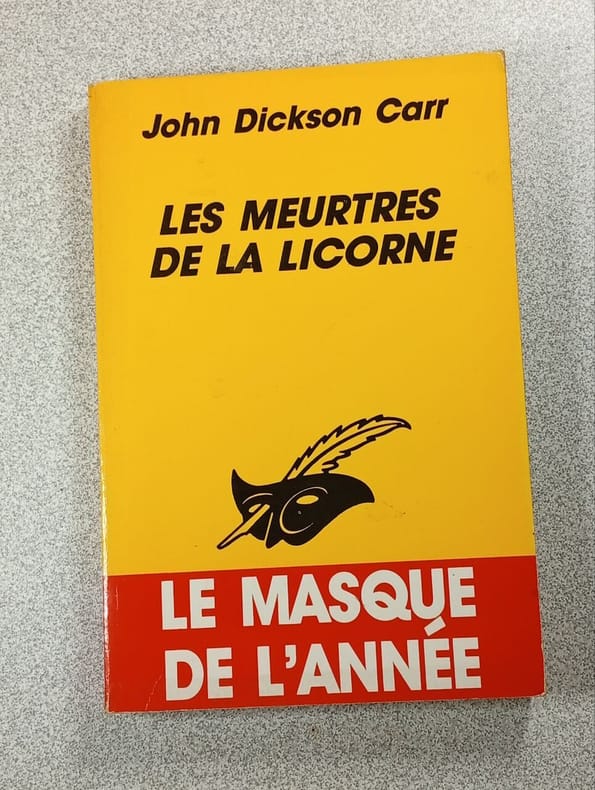 John Dickson Carr
LES MEURTRES
DE LA LICORNE
LE MASQUE
DE L'ANNÉE